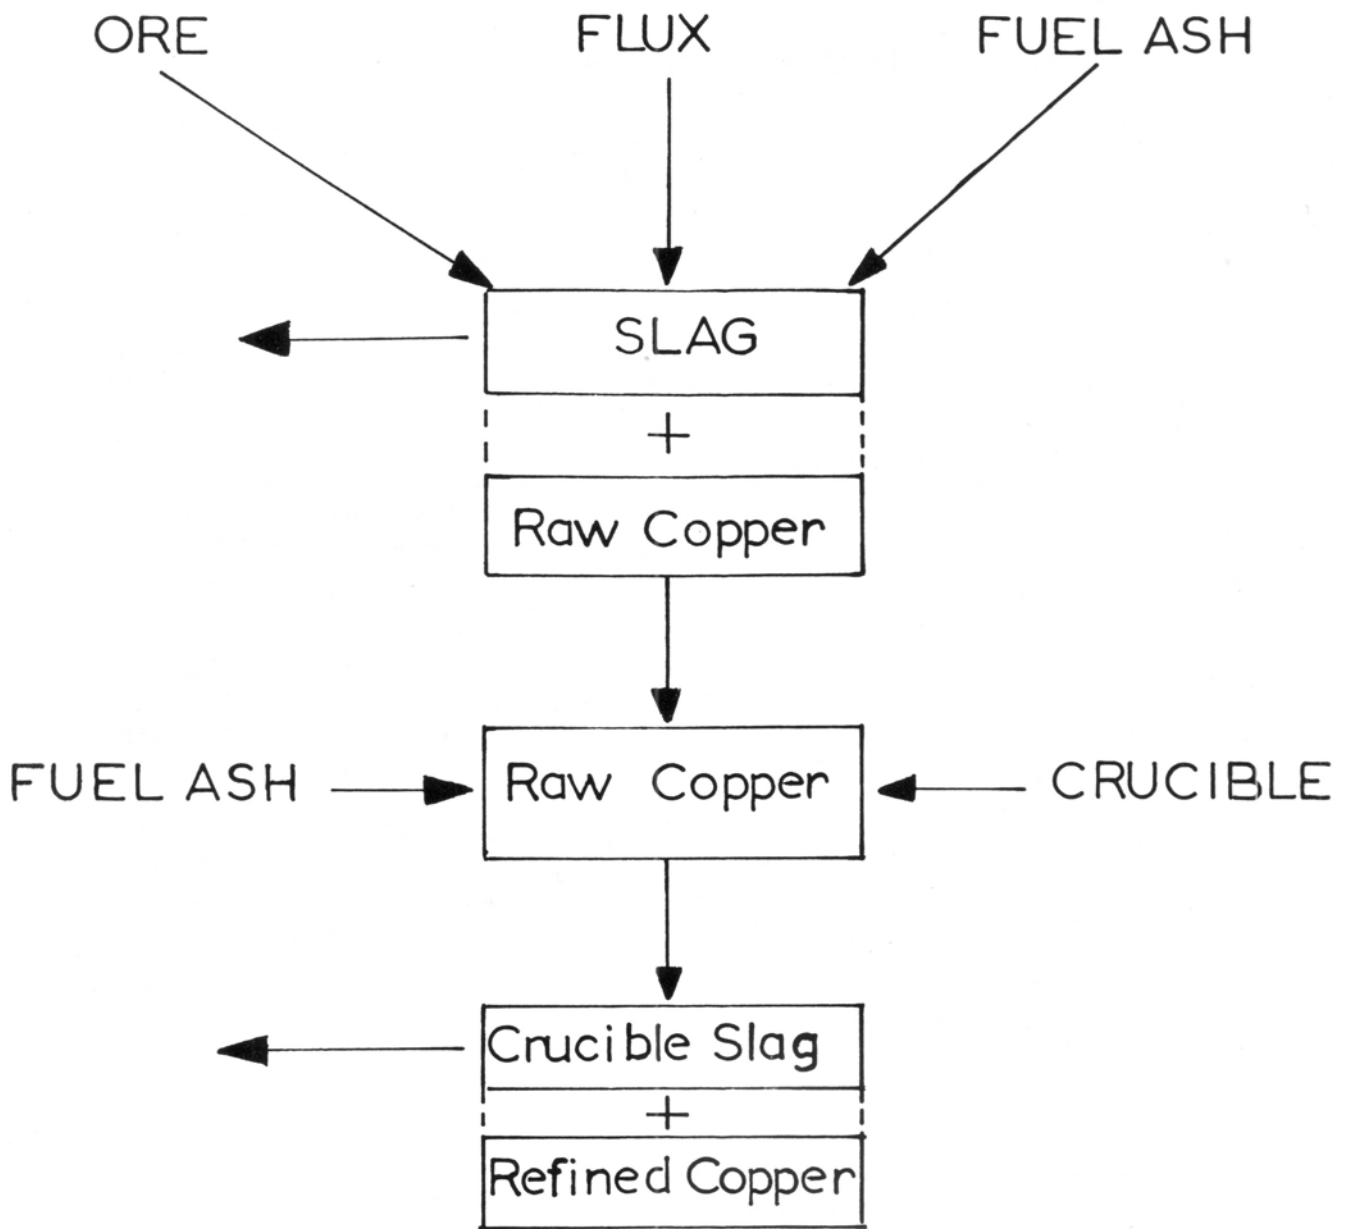 ORE FLUX FUEL ASH
SLAG
+
Raw Copper
FUEL ASH Raw Copper CRUCIBLE
Crucible Slag
+
Refined Copper